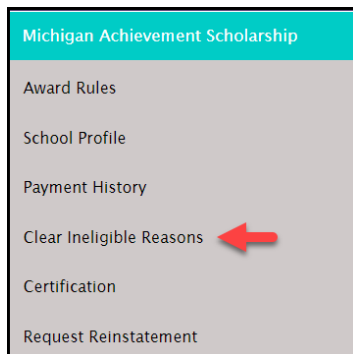 Michigan Achievement Scholarship
Award Rules
School Profile
Payment History
Clear Ineligible Reasons
Certification
Request Reinstatement